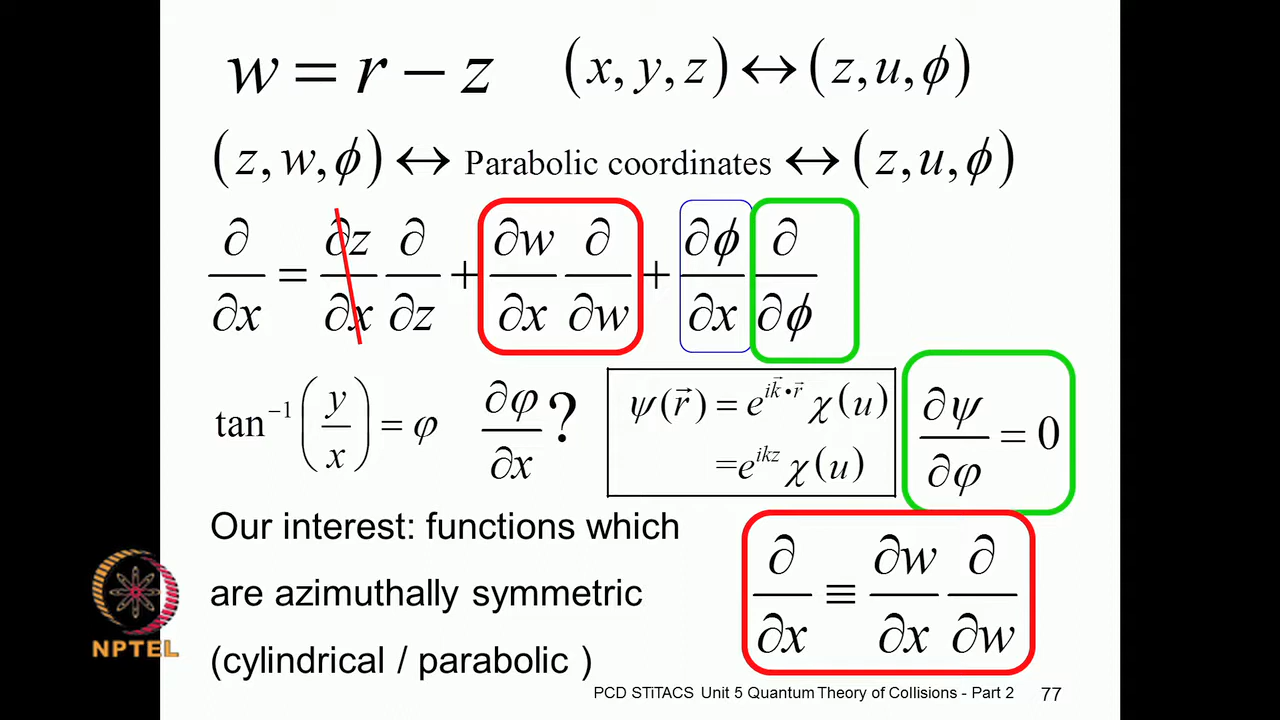 w = r − z (x, y, z) ↔ (z, u, ϕ)
(z, w, ϕ) ↔ Parabolic coordinates ↔ (z, u, ϕ)
∂/∂x = ∂z/∂x ∂/∂z + ∂w/∂x ∂/∂w + ∂ϕ/∂x ∂/∂ϕ
tan⁻¹(y/x) = φ ∂φ/∂x ? ψ(r⃗) = e^{ik⃗•r⃗} χ(u)
= e^{ikz} χ(u)
∂ψ/∂φ = 0
Our interest: functions which
are azimuthally symmetric
(cylindrical / parabolic )
∂/∂x ≡ ∂w/∂x ∂/∂w
NPTEL
PCD STiTACS Unit 5 Quantum Theory of Collisions - Part 2 77